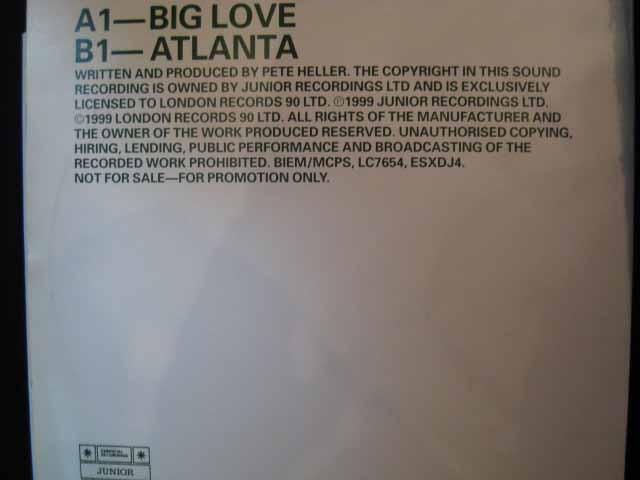 A1—BIG LOVE
B1—ATLANTA
WRITTEN AND PRODUCED BY PETE HELLER. THE COPYRIGHT IN THIS SOUND
RECORDING IS OWNED BY JUNIOR RECORDINGS LTD AND IS EXCLUSIVELY
LICENSED TO LONDON RECORDS 90 LTD. ℗1999 JUNIOR RECORDINGS LTD.
©1999 LONDON RECORDS 90 LTD. ALL RIGHTS OF THE MANUFACTURER AND
THE OWNER OF THE WORK PRODUCED RESERVED. UNAUTHORISED COPYING,
HIRING, LENDING, PUBLIC PERFORMANCE AND BROADCASTING OF THE
RECORDED WORK PROHIBITED. BIEM/MCPS, LC7654, ESXDJ4.
NOT FOR SALE—FOR PROMOTION ONLY.
ESSENTIAL
RECORDINGS
JUNIOR